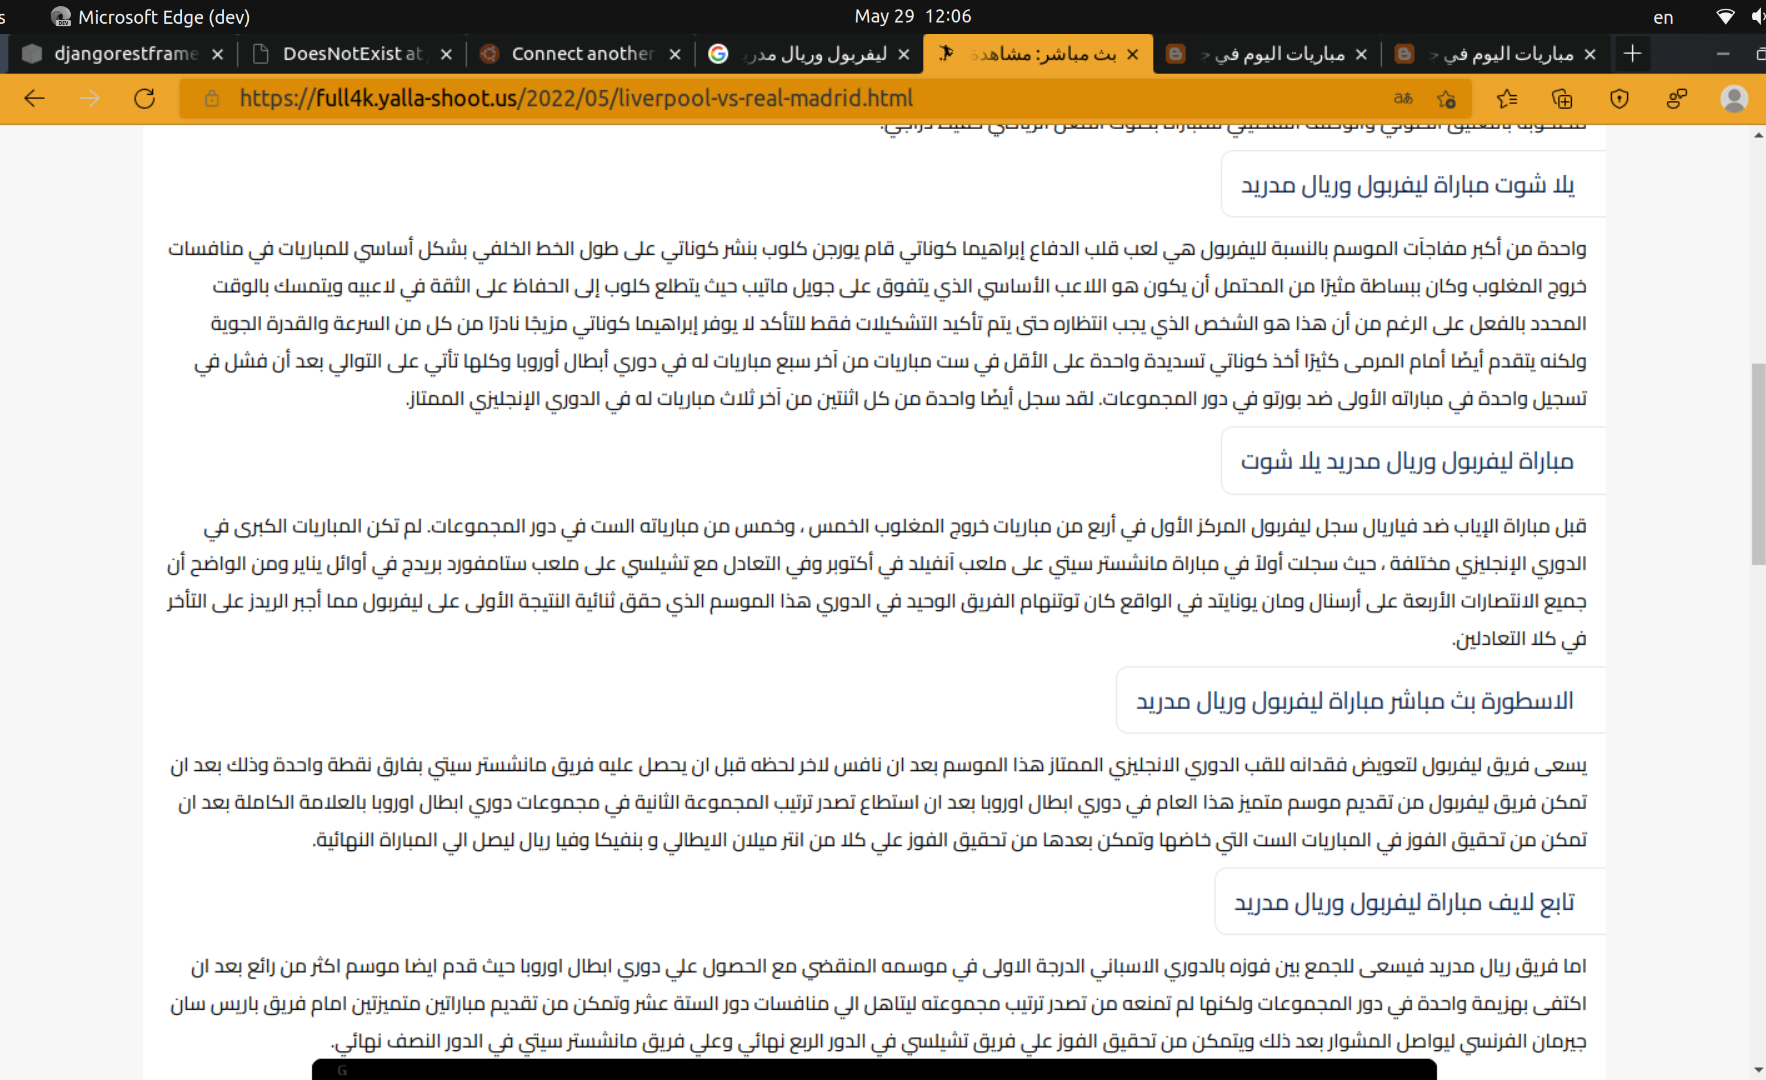 Microsoft Edge (dev)
May 29 12:06
en
djangorestframe
DoesNotExist at
Connect another
ليفربول وريال مدر
بث مباشر: مشاهدة
مباريات اليوم في
مباريات اليوم في
https://full4k.yalla-shoot.us/2022/05/liverpool-vs-real-madrid.html
يلا شوت مباراة ليفربول وريال مدريد
واحدة من أكبر مفاجآت الموسم بالنسبة لليفربول هي لعب قلب الدفاع إبراهيما كوناتي قام يورجن كلوب بنشر كوناتي على طول الخط الخلفي بشكل أساسي للمباريات في منافسات
خروج المغلوب وكان ببساطة مثيرًا من المحتمل أن يكون هو اللاعب الأساسي الذي يتفوق على جويل ماتيب حيث يتطلع كلوب إلى الحفاظ على الثقة في لاعبيه ويتمسك بالوقت
المحدد بالفعل على الرغم من أن هذا هو الشخص الذي يجب انتظاره حتى يتم تأكيد التشكيلات فقط للتأكد لا يوفر إبراهيما كوناتي مزيجًا نادرًا من كل من السرعة والقدرة الجوية
ولكنه يتقدم أيضًا أمام المرمى كثيرًا أخذ كوناتي تسديدة واحدة على الأقل في ست مباريات من آخر سبع مباريات له في دوري أبطال أوروبا وكلها تأتي على التوالي بعد أن فشل في
تسجيل واحدة في مباراته الأولى ضد بورتو في دور المجموعات. لقد سجل أيضًا واحدة من كل اثنتين من آخر ثلاث مباريات له في الدوري الإنجليزي الممتاز.
مباراة ليفربول وريال مدريد يلا شوت
قبل مباراة الإياب ضد فياريال سجل ليفربول المركز الأول في أربع من مباريات خروج المغلوب الخمس ، وخمس من مبارياته الست في دور المجموعات. لم تكن المباريات الكبرى في
الدوري الإنجليزي مختلفة ، حيث سجلت أولاً في مباراة مانشستر سيتي على ملعب آنفيلد في أكتوبر وفي التعادل مع تشيلسي على ملعب ستامفورد بريدج في أوائل يناير ومن الواضح أن
جميع الانتصارات الأربعة على أرسنال ومان يونايتد في الواقع كان توتنهام الفريق الوحيد في الدوري هذا الموسم الذي حقق ثنائية النتيجة الأولى على ليفربول مما أجبر الريدز على التأخر
في كلا التعادلين.
الاسطورة بث مباشر مباراة ليفربول وريال مدريد
يسعى فريق ليفربول لتعويض فقدانه للقب الدوري الانجليزي الممتاز هذا الموسم بعد ان نافس لاخر لحظه قبل ان يحصل عليه فريق مانشستر سيتي بفارق نقطة واحدة وذلك بعد ان
تمكن فريق ليفربول من تقديم موسم متميز هذا العام في دوري ابطال اوروبا بعد ان استطاع تصدر ترتيب المجموعة الثانية في مجموعات دوري ابطال اوروبا بالعلامة الكاملة بعد ان
تمكن من تحقيق الفوز في المباريات الست التي خاضها وتمكن بعدها من تحقيق الفوز علي كلا من انتر ميلان الايطالي و بنفيكا وفيا ريال ليصل الي المباراة النهائية.
تابع لايف مباراة ليفربول وريال مدريد
اما فريق ريال مدريد فيسعى للجمع بين فوزه بالدوري الاسباني الدرجة الاولى في موسمه المنقضي مع الحصول علي دوري ابطال اوروبا حيث قدم ايضا موسم اكثر من رائع بعد ان
اكتفى بهزيمة واحدة في دور المجموعات ولكنها لم تمنعه من تصدر ترتيب مجموعته ليتاهل الي منافسات دور الستة عشر وتمكن من تقديم مباراتين متميزتين امام فريق باريس سان
جيرمان الفرنسي ليواصل المشوار بعد ذلك ويتمكن من تحقيق الفوز علي فريق تشيلسي في الدور الربع نهائي وعلي فريق مانشستر سيتي في الدور النصف نهائي.
G